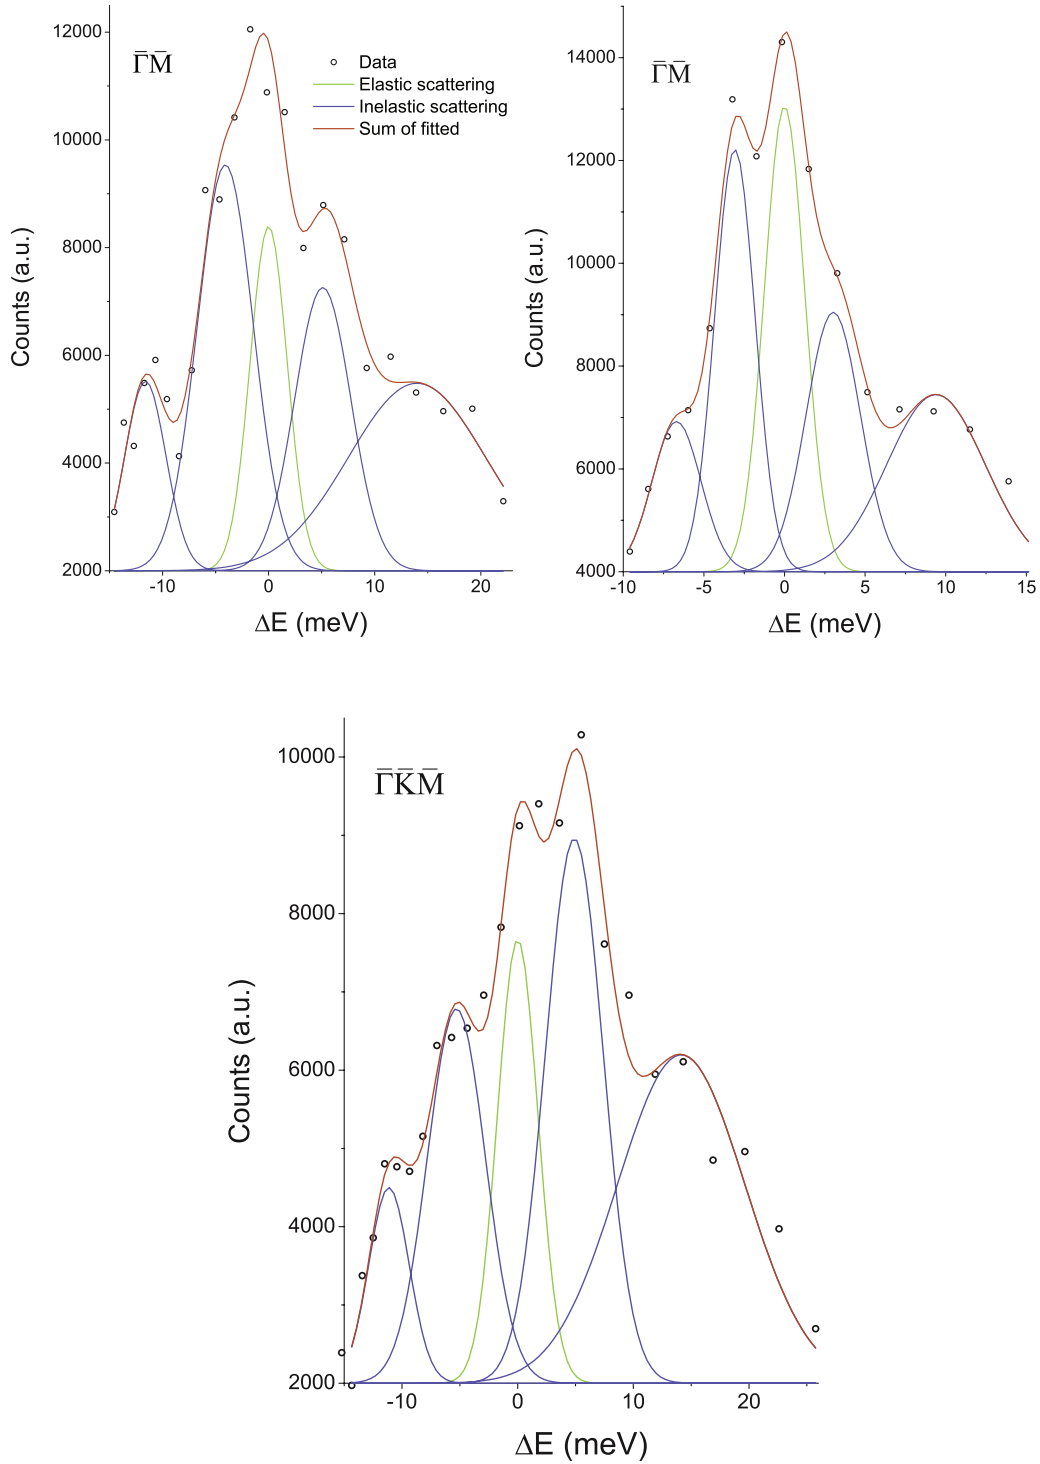 Γ̄M̄
Data
Elastic scattering
Inelastic scattering
Sum of fitted
12000
10000
8000
6000
4000
2000
-10
0
10
20
Counts (a.u.)
ΔE (meV)
Γ̄M̄
14000
12000
10000
8000
6000
4000
-10
-5
0
5
10
15
Counts (a.u.)
ΔE (meV)
Γ̄K̄M̄
10000
8000
6000
4000
2000
-10
0
10
20
Counts (a.u.)
ΔE (meV)